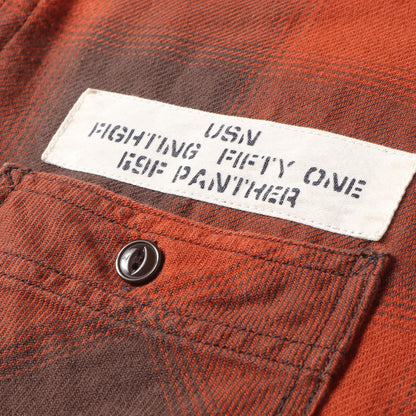 USN
FIGHTING FIFTY ONE
F9F PANTHER